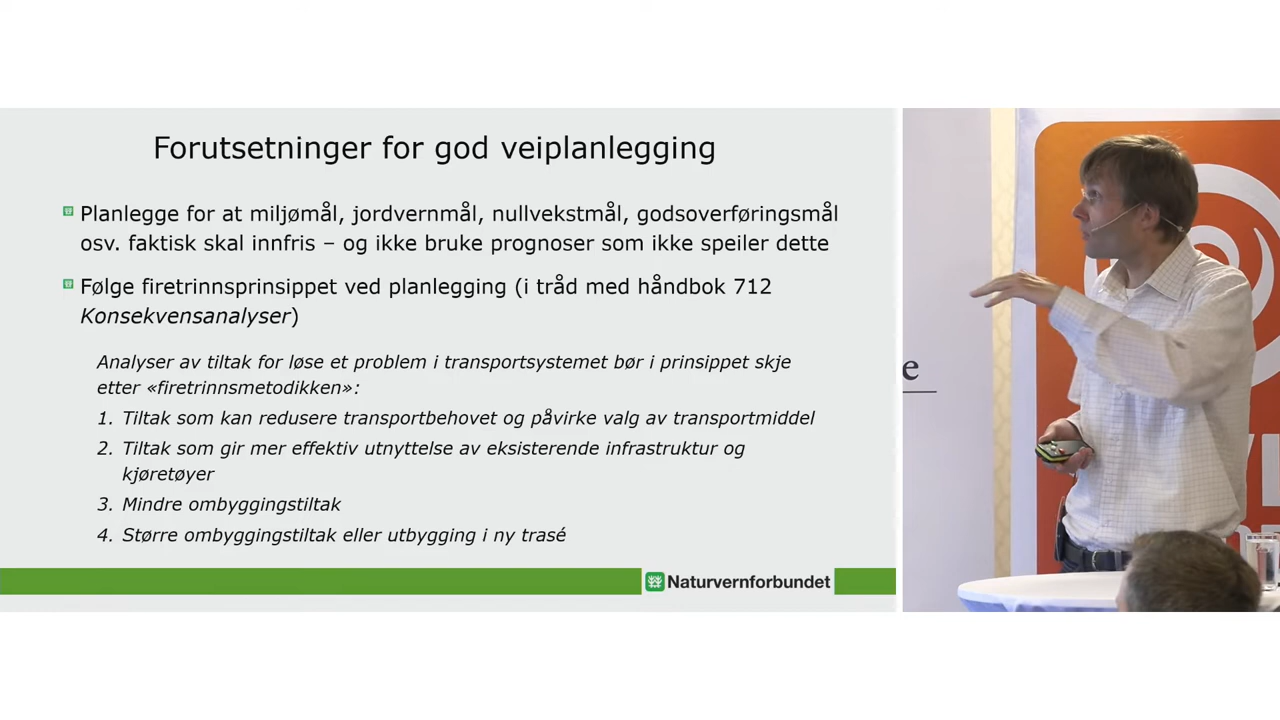 Forutsetninger for god veiplanlegging
Planlegge for at miljømål, jordvernmål, nullvekstmål, godsoverføringsmål
osv. faktisk skal innfris – og ikke bruke prognoser som ikke speiler dette
Følge firetrinnsprinsippet ved planlegging (i tråd med håndbok 712
Konsekvensanalyser)
Analyser av tiltak for løse et problem i transportsystemet bør i prinsippet skje
etter «firetrinnsmetodikken»:
1. Tiltak som kan redusere transportbehovet og påvirke valg av transportmiddel
2. Tiltak som gir mer effektiv utnyttelse av eksisterende infrastruktur og
kjøretøyer
3. Mindre ombyggingstiltak
4. Større ombyggingstiltak eller utbygging i ny trasé
Naturvernforbundet
e